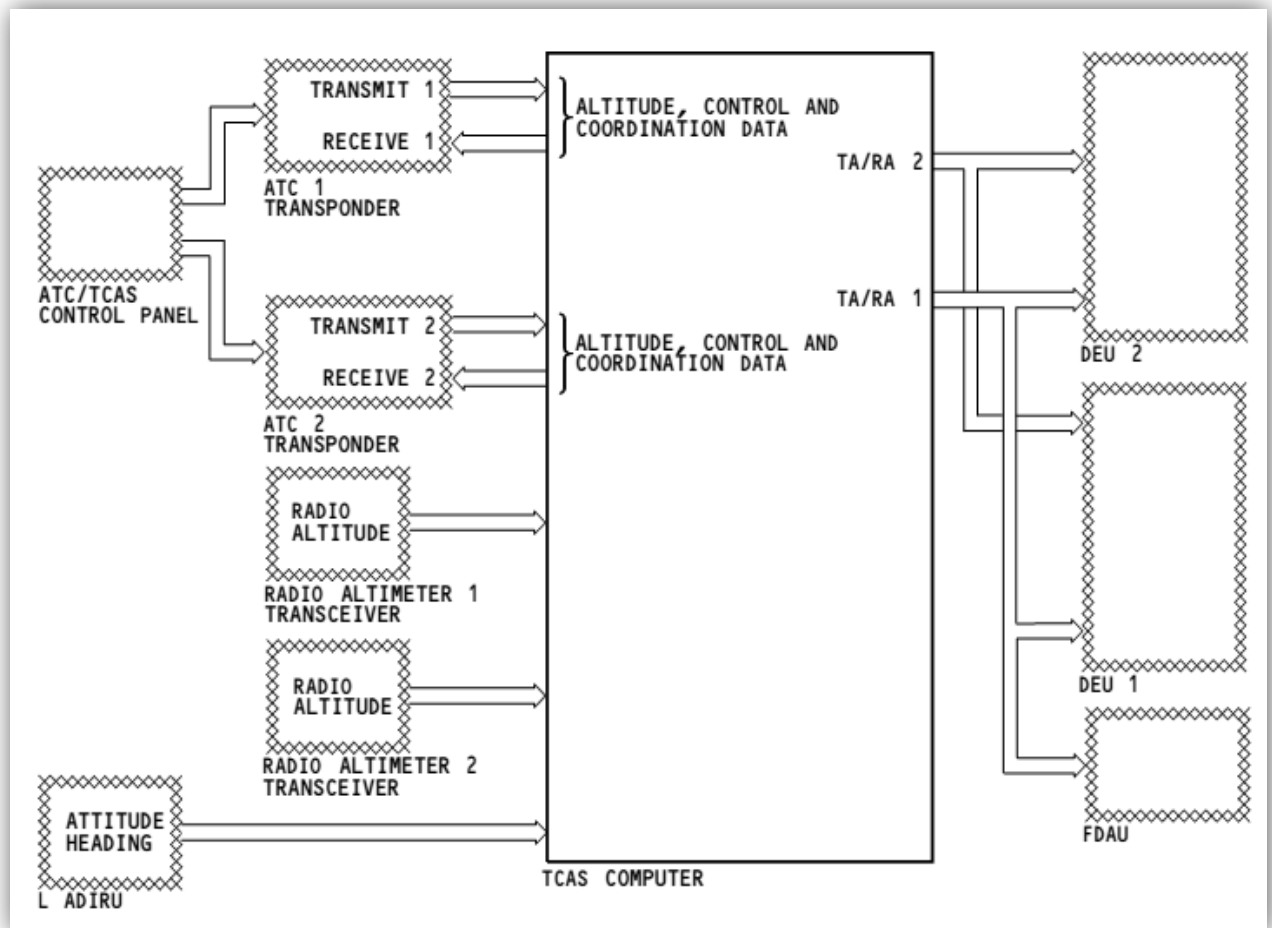 TRANSMIT 1
RECEIVE 1
ATC 1
TRANSPONDER
ALTITUDE, CONTROL AND
COORDINATION DATA
TA/RA 2
ATC/TCAS
CONTROL PANEL
TRANSMIT 2
RECEIVE 2
ATC 2
TRANSPONDER
ALTITUDE, CONTROL AND
COORDINATION DATA
TA/RA 1
DEU 2
RADIO
ALTITUDE
RADIO ALTIMETER 1
TRANSCEIVER
RADIO
ALTITUDE
RADIO ALTIMETER 2
TRANSCEIVER
DEU 1
ATTITUDE
HEADING
L ADIRU
TCAS COMPUTER
FDAU